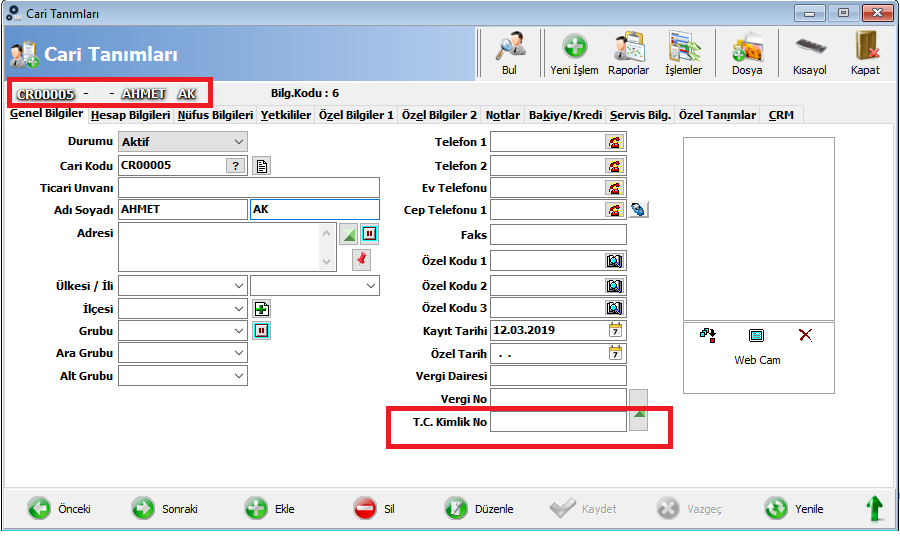 Cari Tanımları
Cari Tanımları
Bul
Yeni İşlem
Raporlar
İşlemler
Dosya
Kısayol
Kapat
CR00005 - - AHMET AK
Bilg.Kodu : 6
Genel Bilgiler Hesap Bilgileri Nüfus Bilgileri Yetkililer Özel Bilgiler 1 Özel Bilgiler 2 Notlar Bakiye/Kredi Servis Bilg. Özel Tanımlar CRM
Durumu Aktif
Cari Kodu CR00005 ?
Ticari Unvanı
Adı Soyadı AHMET AK
Adresi
Ülkesi / İli
İlçesi
Grubu
Ara Grubu
Alt Grubu
Telefon 1
Telefon 2
Ev Telefonu
Cep Telefonu 1
Faks
Özel Kodu 1
Özel Kodu 2
Özel Kodu 3
Kayıt Tarihi 12.03.2019 7
Özel Tarih . . 7
Vergi Dairesi
Vergi No
T.C. Kimlik No
Web Cam
Önceki
Sonraki
Ekle
Sil
Düzenle
Kaydet
Vazgeç
Yenile